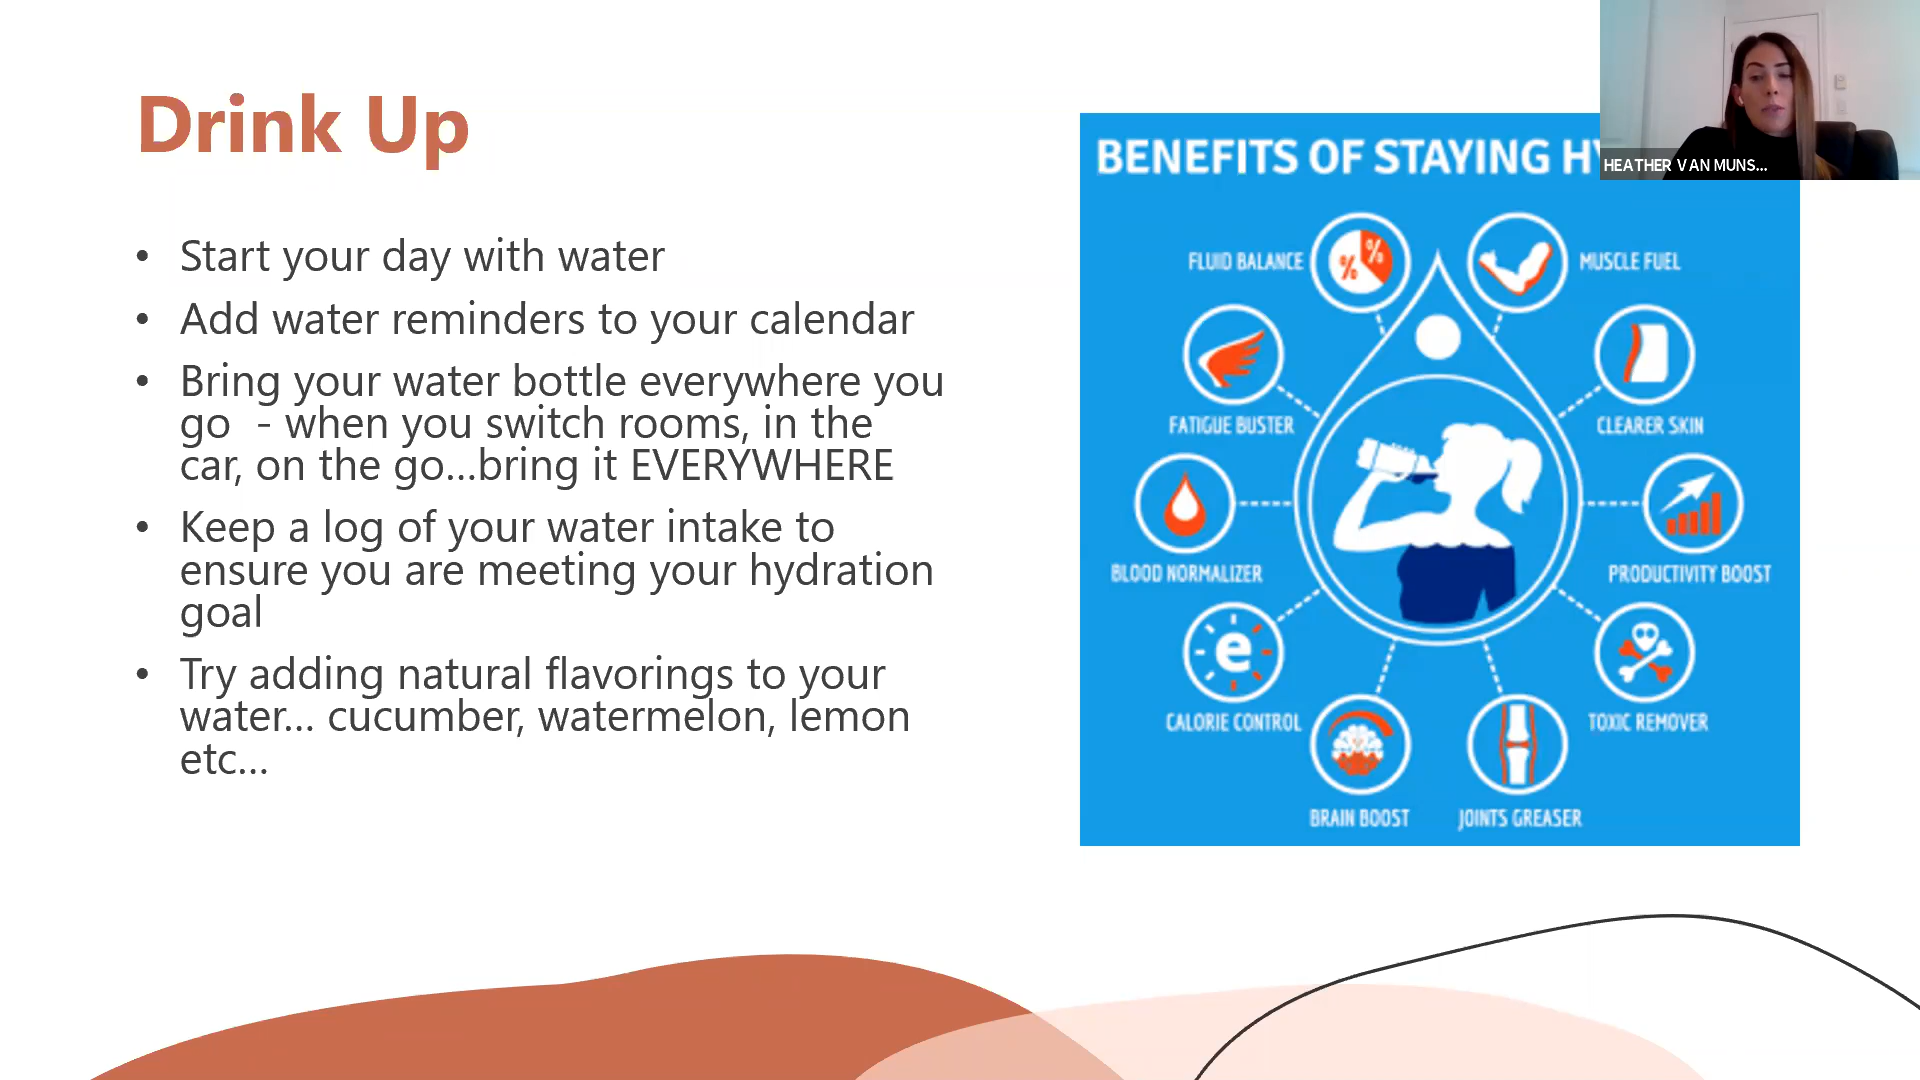 Drink Up
• Start your day with water
• Add water reminders to your calendar
• Bring your water bottle everywhere you
go - when you switch rooms, in the
car, on the go...bring it EVERYWHERE
• Keep a log of your water intake to
ensure you are meeting your hydration
goal
• Try adding natural flavorings to your
water... cucumber, watermelon, lemon
etc...
BENEFITS OF STAYING HY
FLUID BALANCE
MUSCLE FUEL
% %
FATIGUE BUSTER
CLEARER SKIN
BLOOD NORMALIZER
PRODUCTIVITY BOOST
e
CALORIE CONTROL
TOXIC REMOVER
BRAIN BOOST
JOINTS GREASER
HEATHER VAN MUNS...